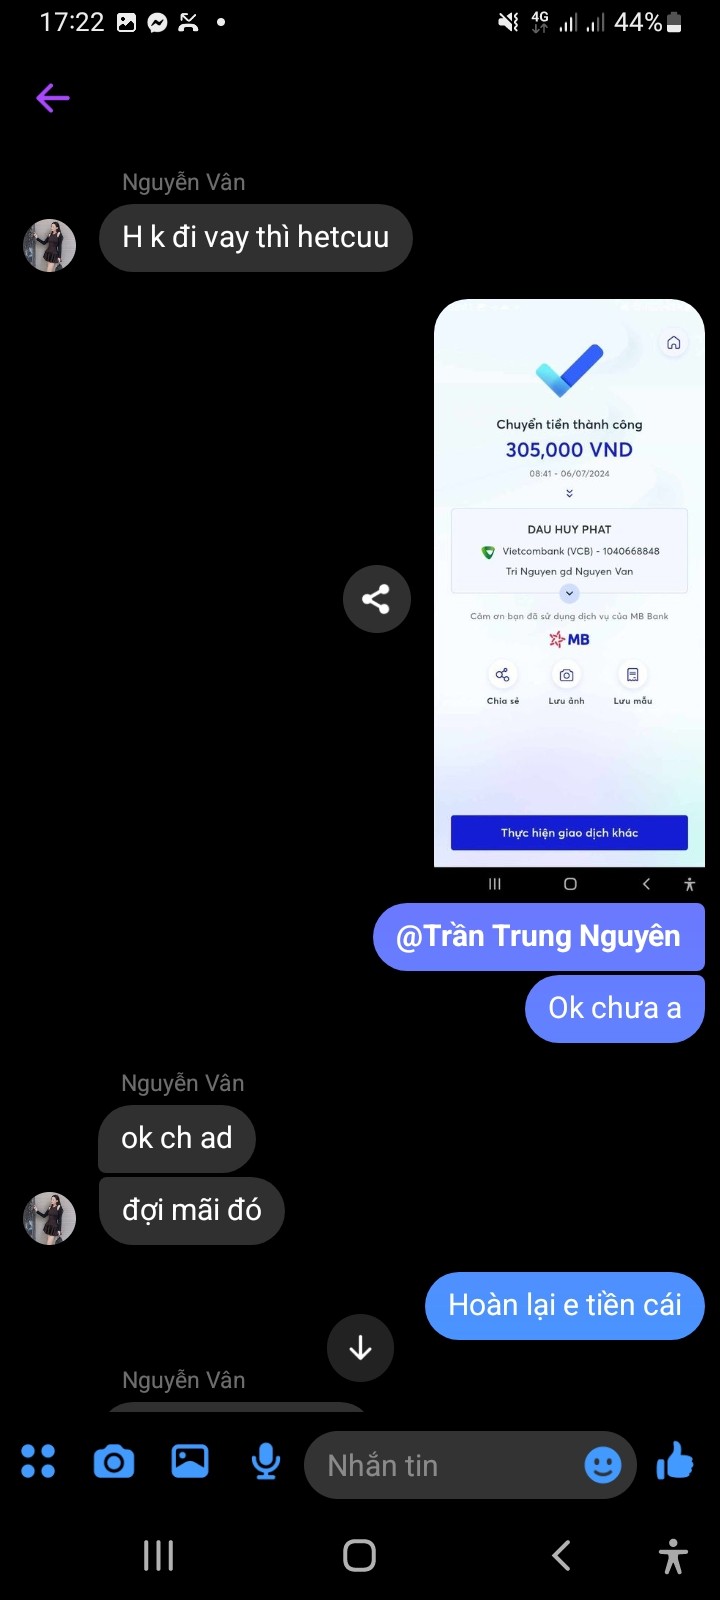 17:22
4G
44%
Nguyễn Vân
H k đi vay thì hetcuu
Chuyển tiền thành công
305,000 VND
08:41 - 06/07/2024
DAU HUY PHAT
Vietcombank (VCB) - 1040668848
Tri Nguyen gd Nguyen Van
Cảm ơn bạn đã sử dụng dịch vụ của MB Bank
MB
Chia sẻ
Lưu ảnh
Lưu mẫu
Thực hiện giao dịch khác
@Trần Trung Nguyên
Ok chưa a
Nguyễn Vân
ok ch ad
đợi mãi đó
Hoàn lại e tiền cái
Nguyễn Vân
Nhắn tin